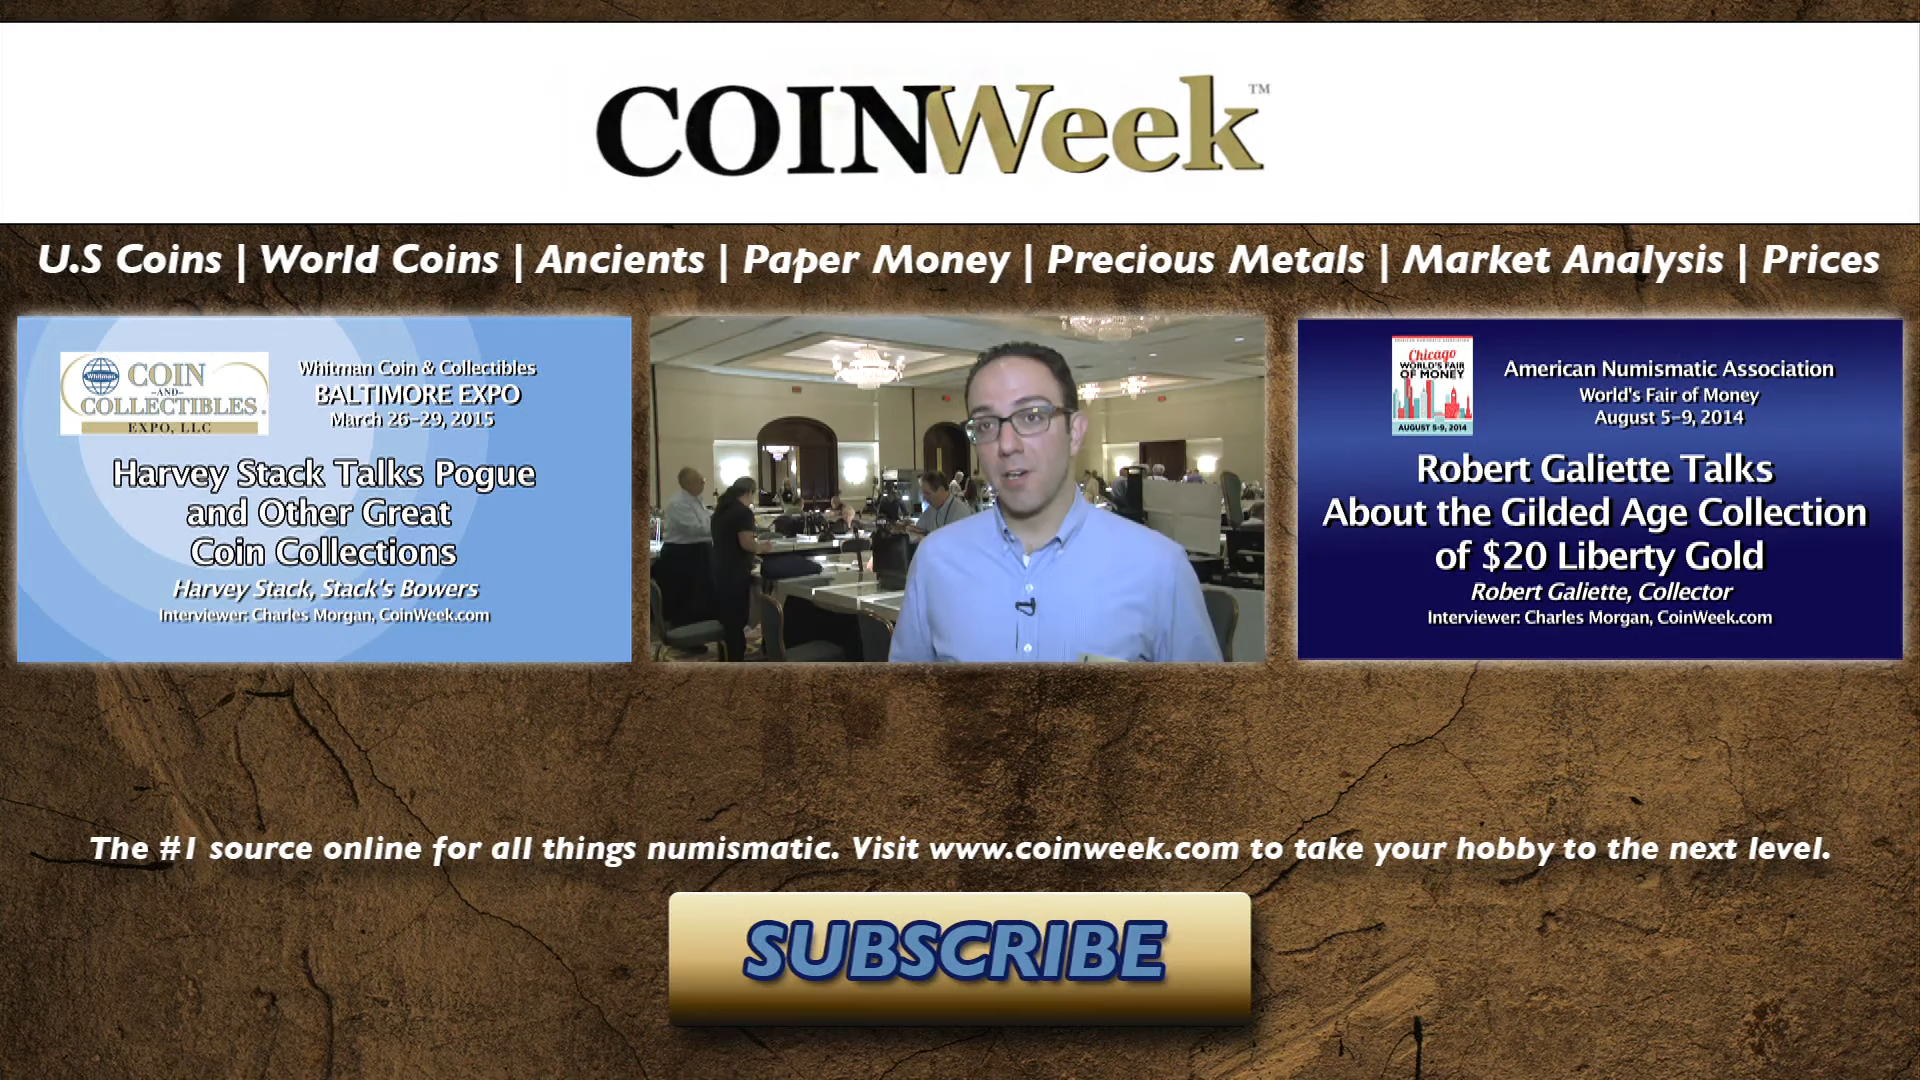 COINWeek™
U.S Coins | World Coins | Ancients | Paper Money | Precious Metals | Market Analysis | Prices
Whitman
COIN
-AND-
COLLECTIBLES
EXPO, LLC
Whitman Coin & Collectibles
BALTIMORE EXPO
March 26-29, 2015
Harvey Stack Talks Pogue
and Other Great
Coin Collections
Harvey Stack, Stack's Bowers
Interviewer: Charles Morgan, CoinWeek.com
AMERICAN NUMISMATIC ASSOCIATION
Chicago
WORLD'S FAIR
OF MONEY
AUGUST 5-9, 2014
American Numismatic Association
World's Fair of Money
August 5-9, 2014
Robert Galiette Talks
About the Gilded Age Collection
of $20 Liberty Gold
Robert Galiette, Collector
Interviewer: Charles Morgan, CoinWeek.com
The #1 source online for all things numismatic. Visit www.coinweek.com to take your hobby to the next level.
SUBSCRIBE